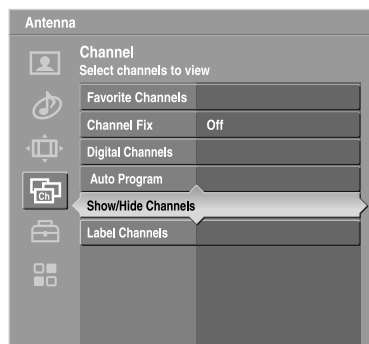 Antenna
Channel
Select channels to view
Favorite Channels
Channel Fix Off
Digital Channels
Auto Program
Ch
Show/Hide Channels
Label Channels